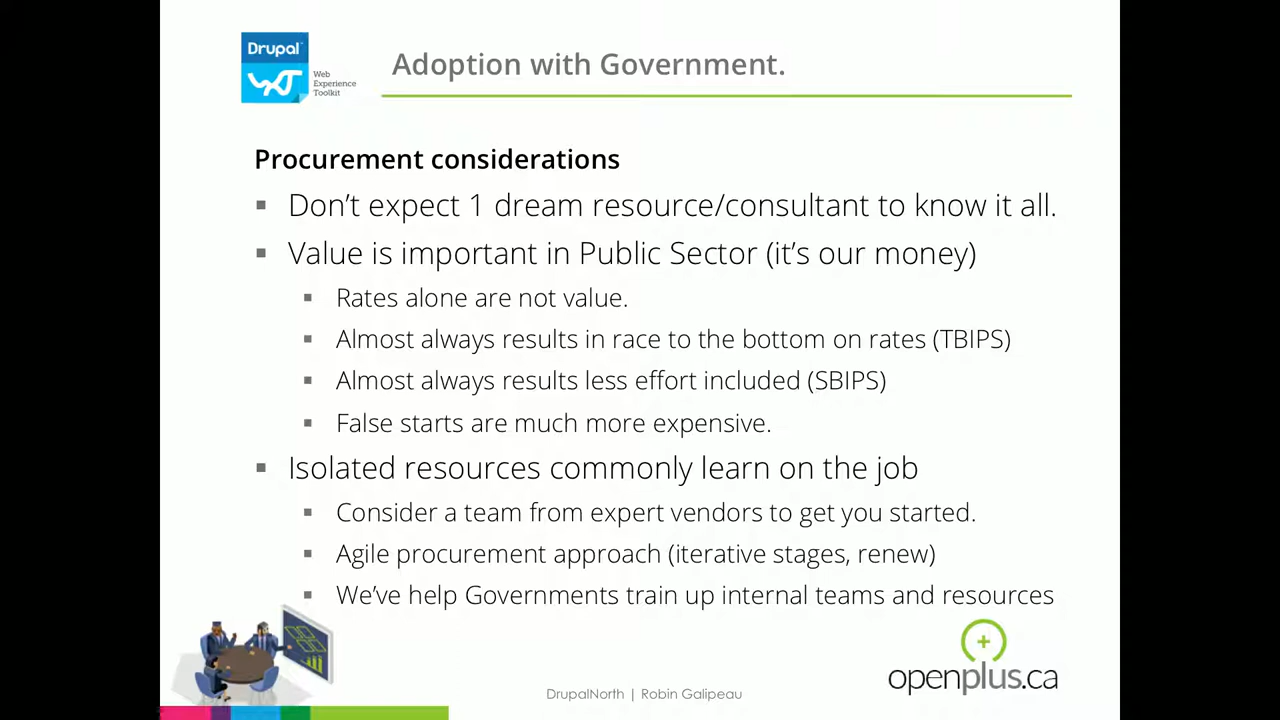 Drupal™
Web
Experience
Toolkit
Adoption with Government.
Procurement considerations
Don’t expect 1 dream resource/consultant to know it all.
Value is important in Public Sector (it’s our money)
Rates alone are not value.
Almost always results in race to the bottom on rates (TBIPS)
Almost always results less effort included (SBIPS)
False starts are much more expensive.
Isolated resources commonly learn on the job
Consider a team from expert vendors to get you started.
Agile procurement approach (iterative stages, renew)
We’ve help Governments train up internal teams and resources
openplus.ca
DrupalNorth | Robin Galipeau